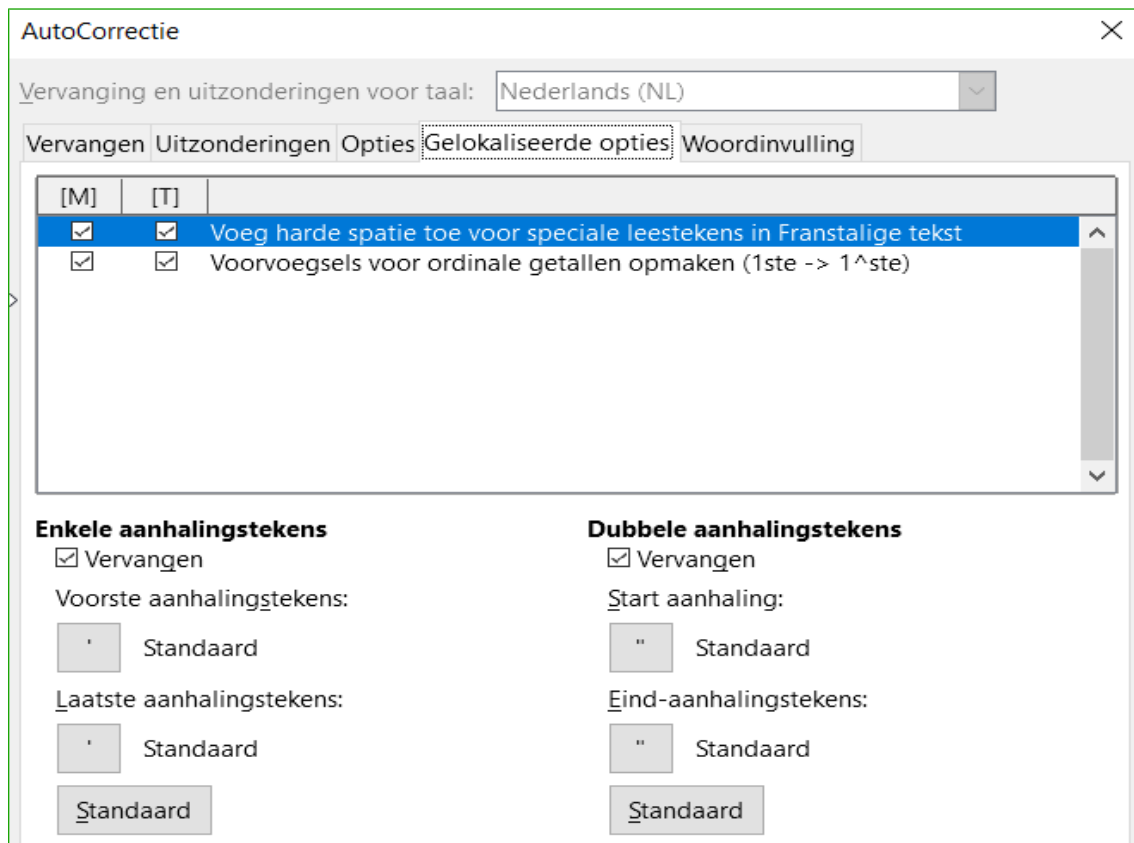 AutoCorrectie
Vervanging en uitzonderingen voor taal: Nederlands (NL)
Vervangen Uitzonderingen Opties Gelokaliseerde opties Woordinvulling
[M] [T]
Voeg harde spatie toe voor speciale leestekens in Franstalige tekst
Voorvoegsels voor ordinale getallen opmaken (1ste -> 1^ste)
Enkele aanhalingstekens Dubbele aanhalingstekens
Vervangen Vervangen
Voorste aanhalingstekens: Start aanhaling:
' Standaard " Standaard
Laatste aanhalingstekens: Eind-aanhalingstekens:
' Standaard " Standaard
Standaard Standaard